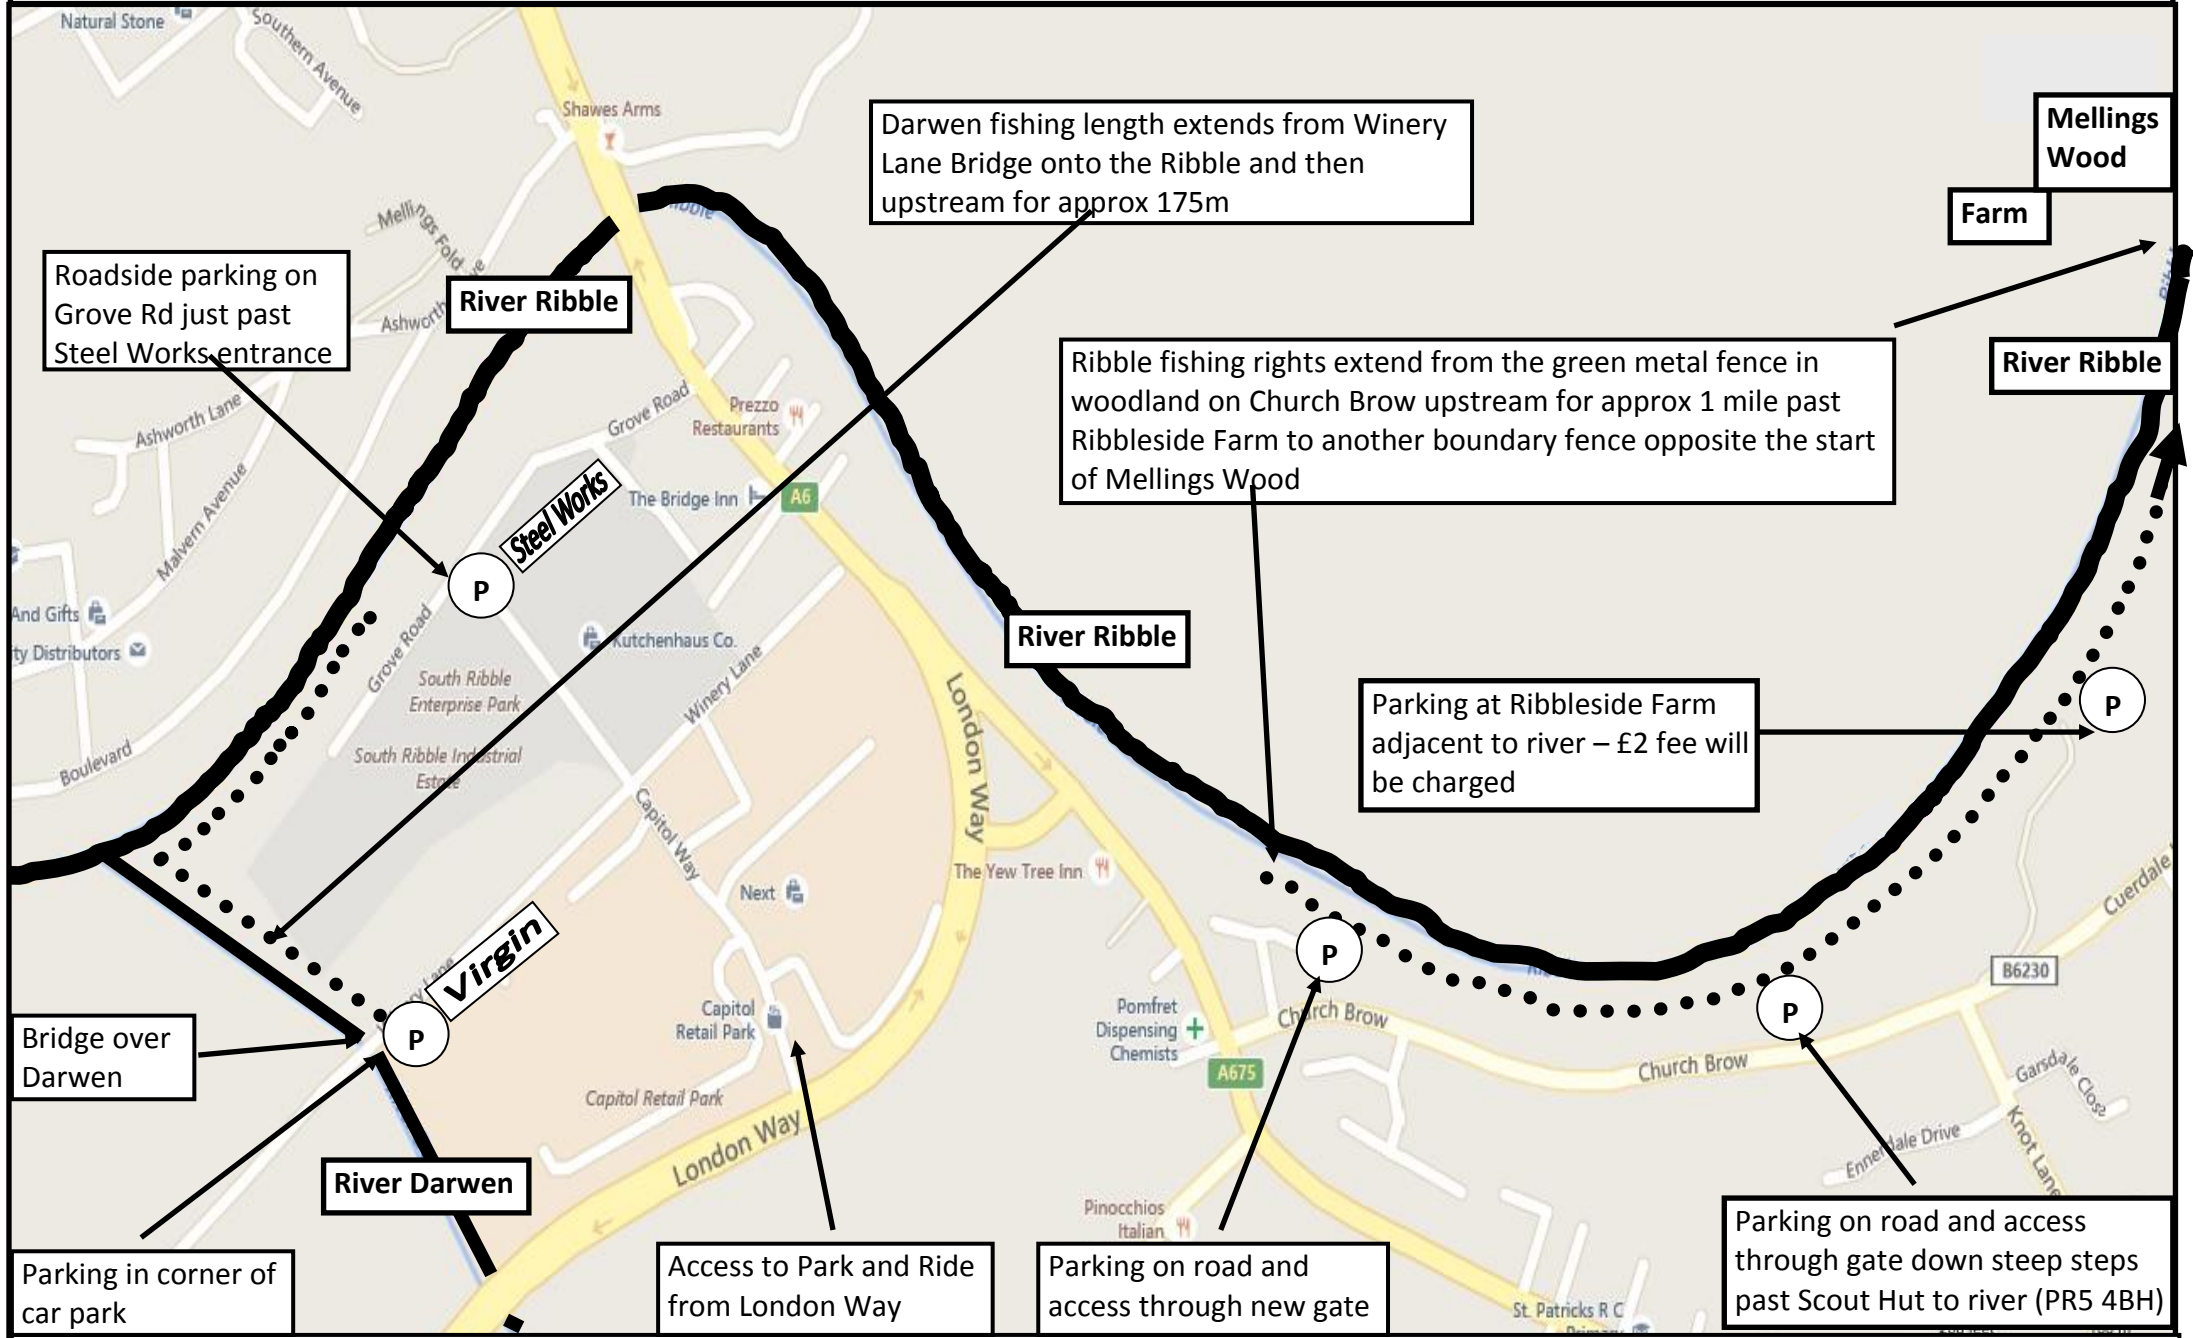 Natural Stone
Southern Avenue
Shawes Arms
Darwen fishing length extends from Winery
Lane Bridge onto the Ribble and then
upstream for approx 175m
Mellings
Wood
Farm
Mellings Fold
Ashworth
Roadside parking on
Grove Rd just past
Steel Works entrance
River Ribble
Ribble fishing rights extend from the green metal fence in
woodland on Church Brow upstream for approx 1 mile past
Ribbleside Farm to another boundary fence opposite the start
of Mellings Wood
River Ribble
Ashworth Lane
Malvern Avenue
Grove Road
Prezzo
Restaurants
The Bridge Inn
A6
Steel Works
P
And Gifts
ty Distributors
Grove Road
Kutchenhaus Co.
South Ribble
Enterprise Park
Winery Lane
South Ribble Industrial
Estate
Boulevard
River Ribble
London Way
Parking at Ribbleside Farm
adjacent to river – £2 fee will
be charged
P
Capitol Way
The Yew Tree Inn
Next
Virgin
P
Capitol
Retail Park
Capitol Retail Park
London Way
Bridge over
Darwen
River Darwen
Parking in corner of
car park
Access to Park and Ride
from London Way
P
Pomfret
Dispensing
Chemists
A675
Church Brow
Church Brow
P
B6230
Cuerdale
Garsdale Close
Knot Lane
Ennerdale Drive
Pinocchios
Italian
Parking on road and
access through new gate
St. Patricks R C
Parking on road and access
through gate down steep steps
past Scout Hut to river (PR5 4BH)